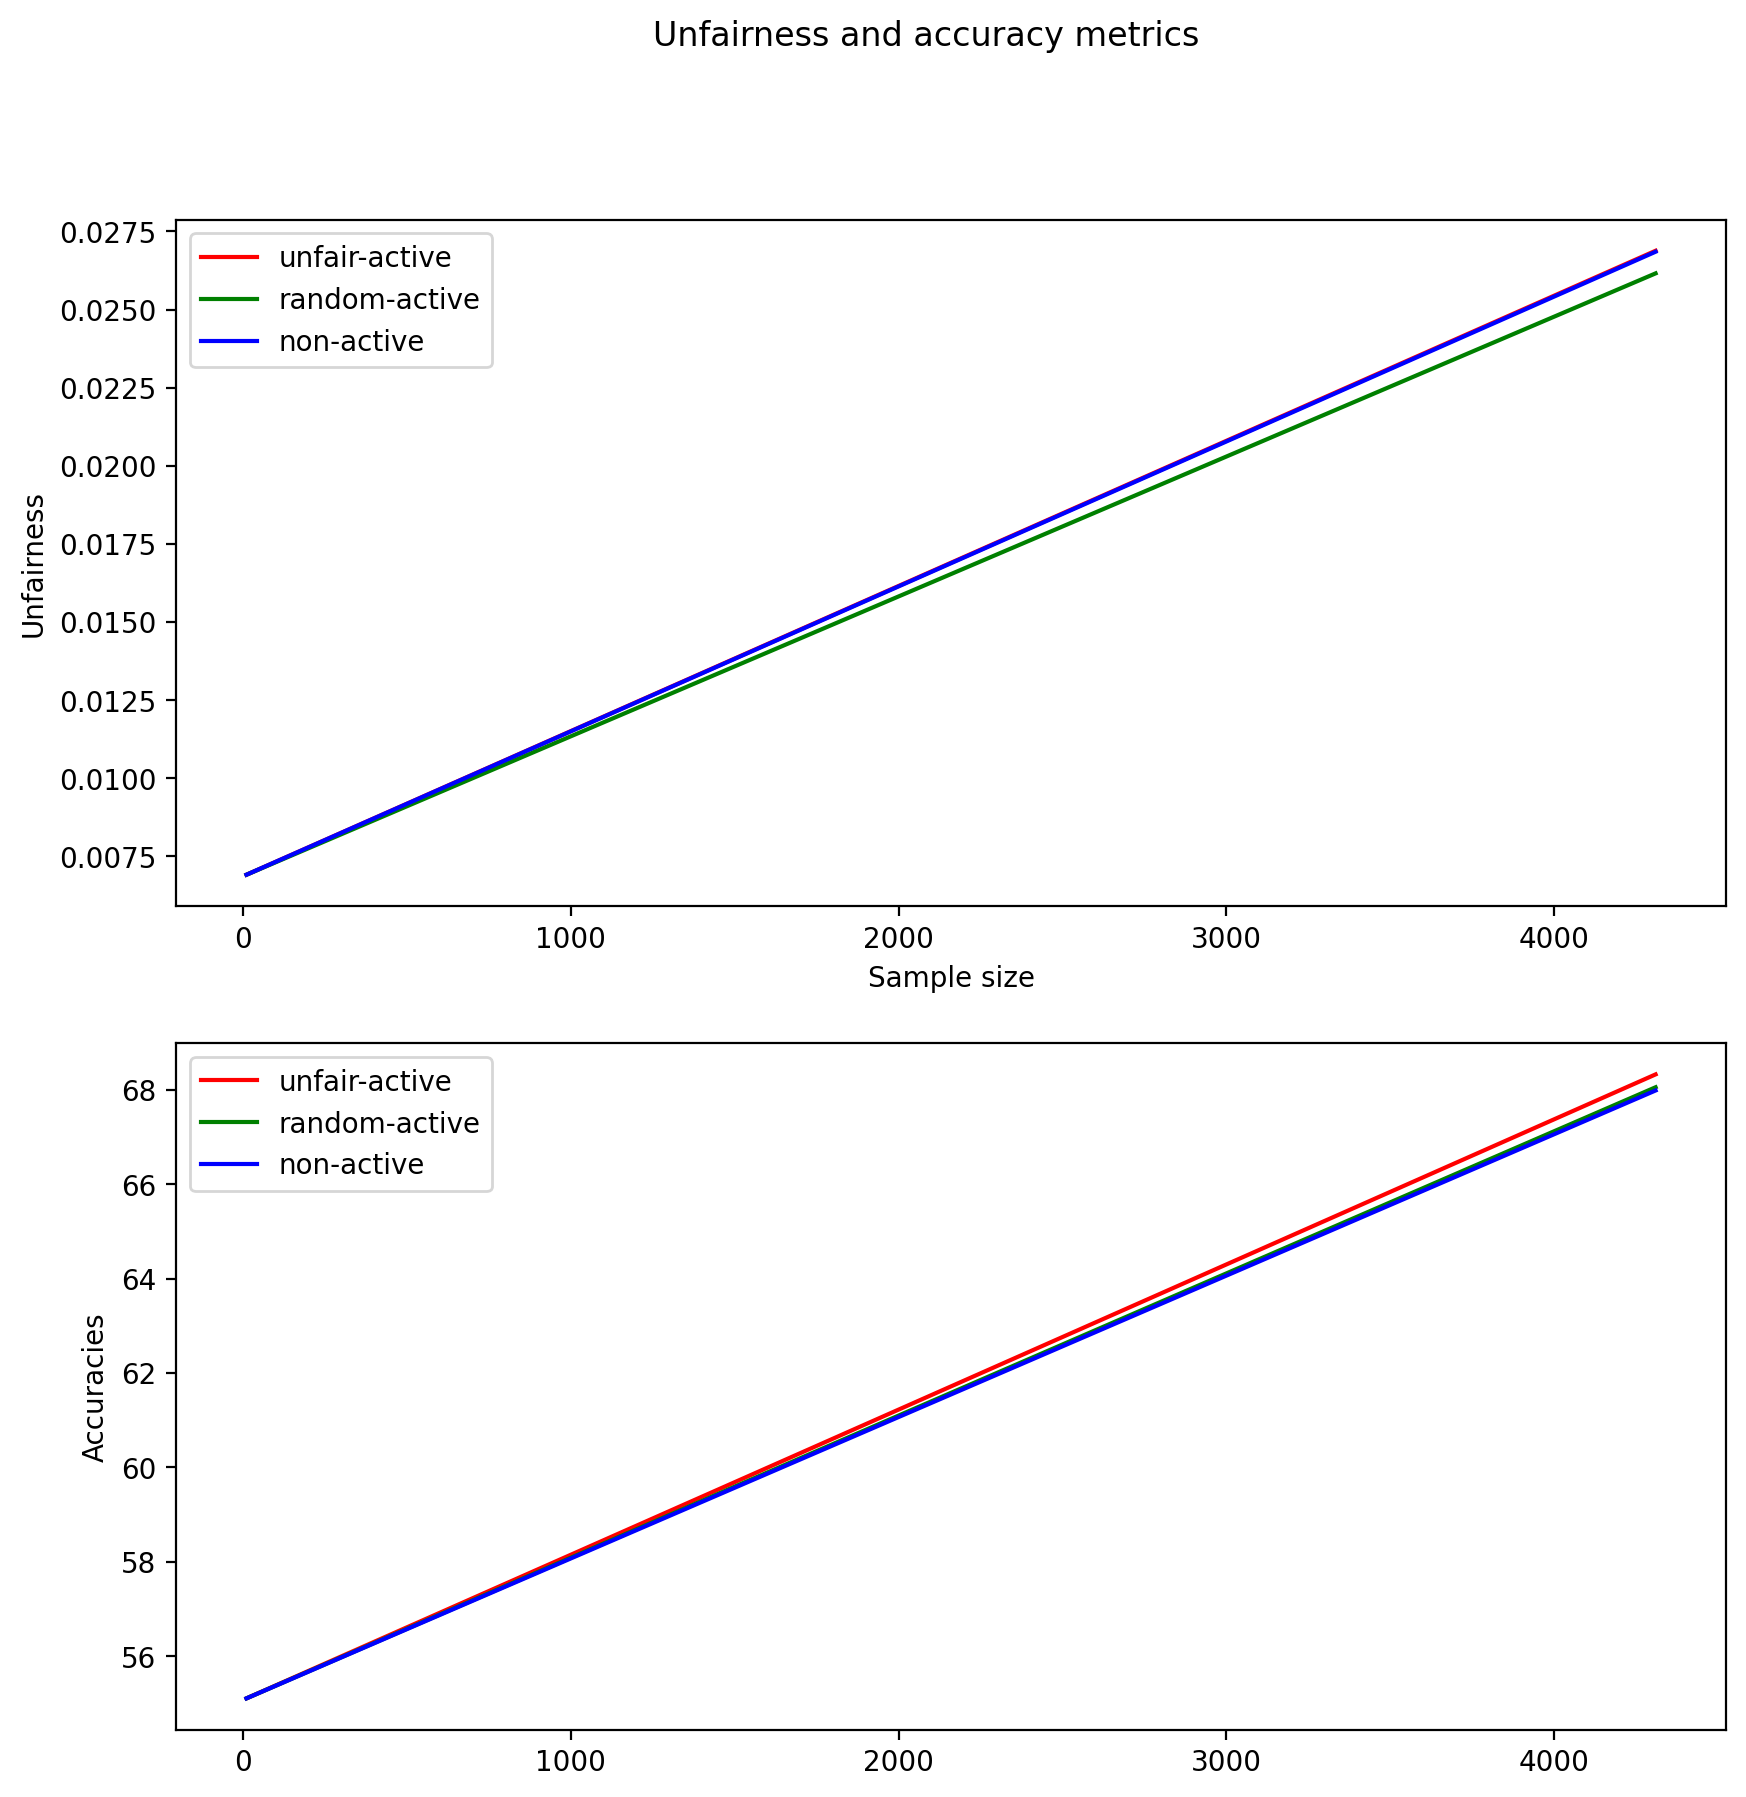 Unfairness and accuracy metrics
0.0275
0.0250
0.0225
0.0200
0.0175
0.0150
0.0125
0.0100
0.0075
Unfairness
unfair-active
random-active
non-active
0 1000 2000 3000 4000
Sample size
68
66
64
62
60
58
56
Accuracies
unfair-active
random-active
non-active
0 1000 2000 3000 4000